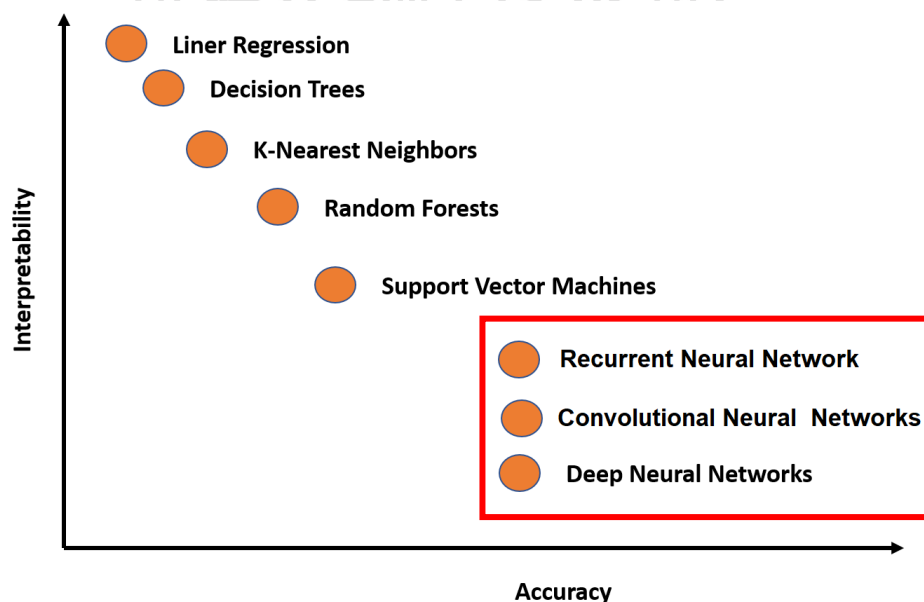 Liner Regression
Decision Trees
K-Nearest Neighbors
Random Forests
Support Vector Machines
Recurrent Neural Network
Convolutional Neural Networks
Deep Neural Networks
Interpretability
Accuracy